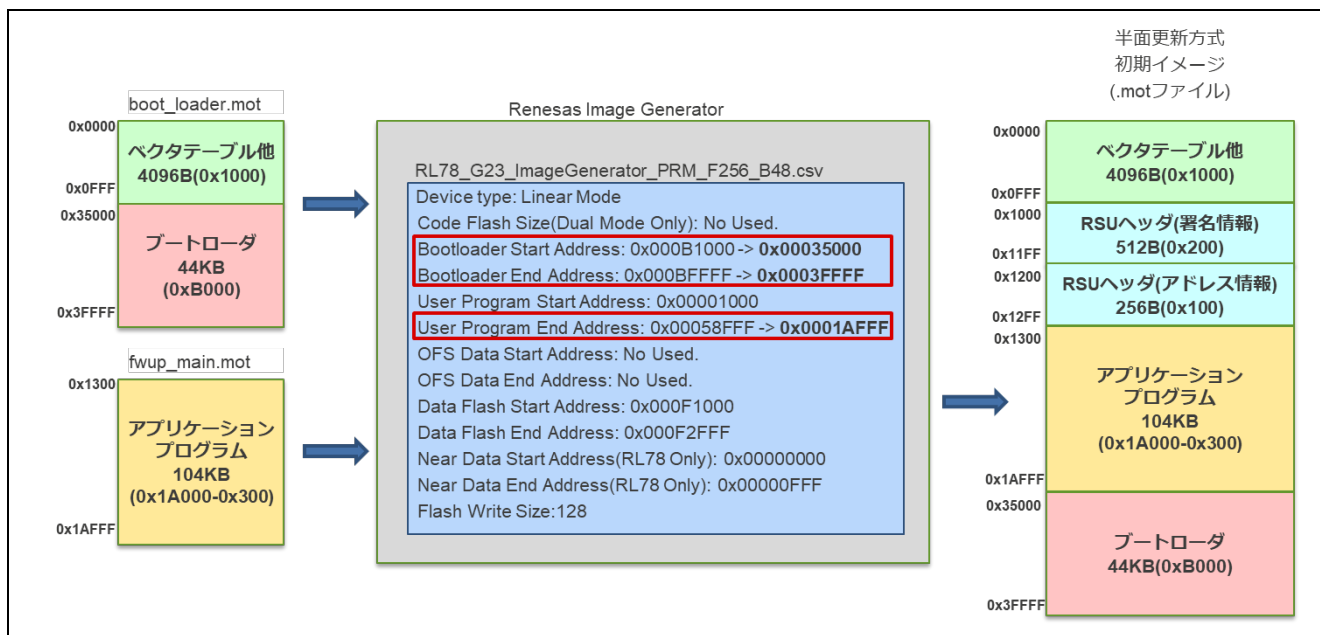 boot_loader.mot
0x0000
ベクタテーブル他
4096B(0x1000)
0x0FFF
0x35000
ブートローダ
44KB
(0xB000)
0x3FFFF
fwup_main.mot
0x1300
アプリケーション
プログラム
104KB
(0x1A000-0x300)
0x1AFFF
Renesas Image Generator
RL78_G23_ImageGenerator_PRM_F256_B48.csv
Device type: Linear Mode
Code Flash Size(Dual Mode Only): No Used.
Bootloader Start Address: 0x000B1000 -> 0x00035000
Bootloader End Address: 0x000BFFFF -> 0x0003FFFF
User Program Start Address: 0x00001000
User Program End Address: 0x00058FFF -> 0x0001AFFF
OFS Data Start Address: No Used.
OFS Data End Address: No Used.
Data Flash Start Address: 0x000F1000
Data Flash End Address: 0x000F2FFF
Near Data Start Address(RL78 Only): 0x00000000
Near Data End Address(RL78 Only): 0x00000FFF
Flash Write Size:128
半面更新方式
初期イメージ
(.motファイル)
0x0000
ベクタテーブル他
4096B(0x1000)
0x0FFF
0x1000
RSUヘッダ(署名情報)
512B(0x200)
0x11FF
0x1200
RSUヘッダ(アドレス情報)
256B(0x100)
0x12FF
0x1300
アプリケーション
プログラム
104KB
(0x1A000-0x300)
0x1AFFF
0x35000
ブートローダ
44KB(0xB000)
0x3FFFF